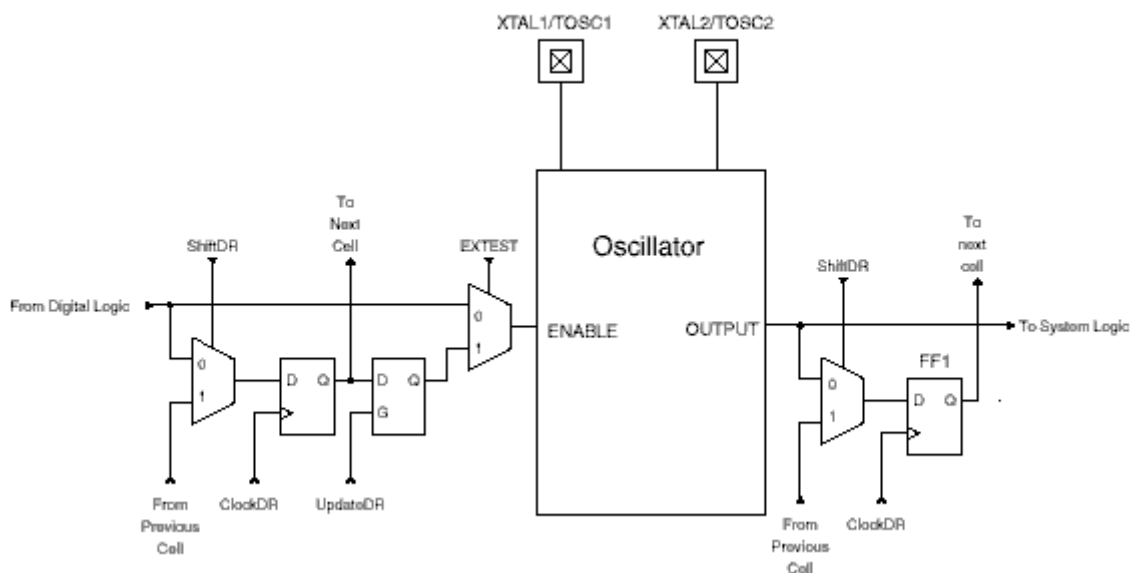 XTAL1/TOSC1
XTAL2/TOSC2
To
Next
Cell
ShiftDR
EXTEST
From Digital Logic
0
1
D Q
D Q
G
0
1
From
Previous
Cell
ClockDR
UpdateDR
Oscillator
ENABLE
OUTPUT
To
next
cell
ShiftDR
To System Logic
FF1
0
1
D Q
From
Previous
Cell
ClockDR